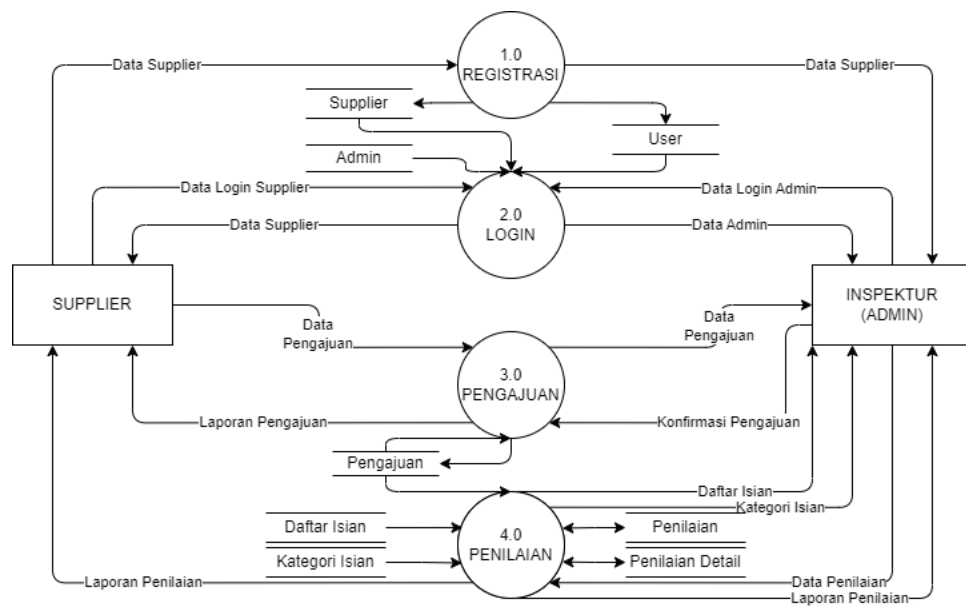 1.0
REGISTRASI
Data Supplier
Data Supplier
Supplier
User
Admin
Data Login Supplier
Data Login Admin
2.0
LOGIN
Data Supplier
Data Admin
SUPPLIER
INSPEKTUR
(ADMIN)
Data
Pengajuan
Data
Pengajuan
3.0
PENGAJUAN
Laporan Pengajuan
Konfirmasi Pengajuan
Pengajuan
Daftar Isian
Kategori Isian
Daftar Isian
4.0
PENILAIAN
Penilaian
Kategori Isian
Penilaian Detail
Laporan Penilaian
Data Penilaian
Laporan Penilaian